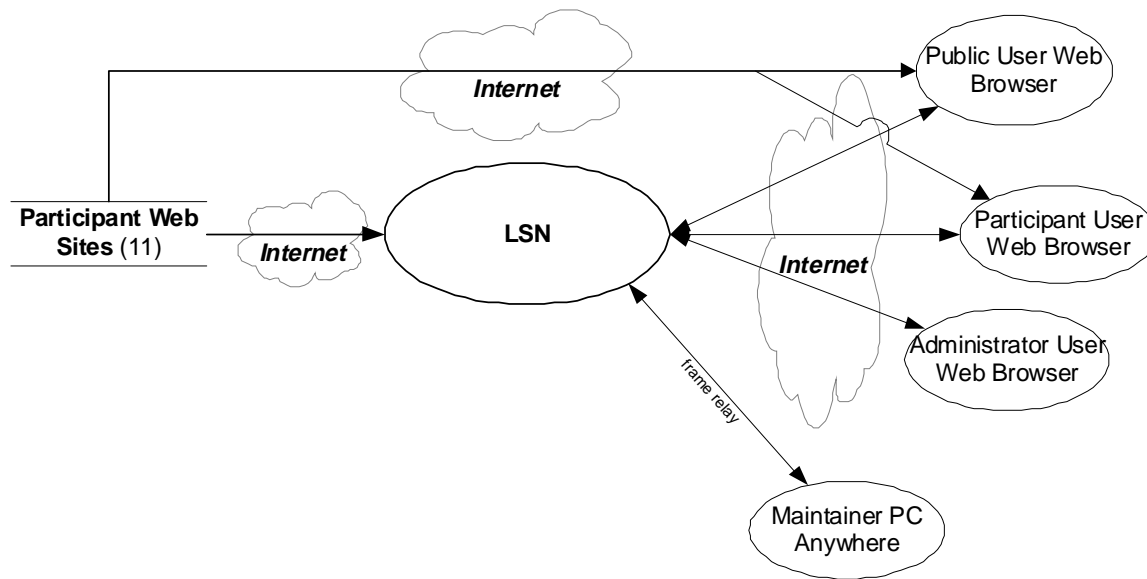 Public User Web
Browser
Internet
Participant Web
Sites (11)
Internet
LSN
Participant User
Web Browser
Internet
Administrator User
Web Browser
frame relay
Maintainer PC
Anywhere